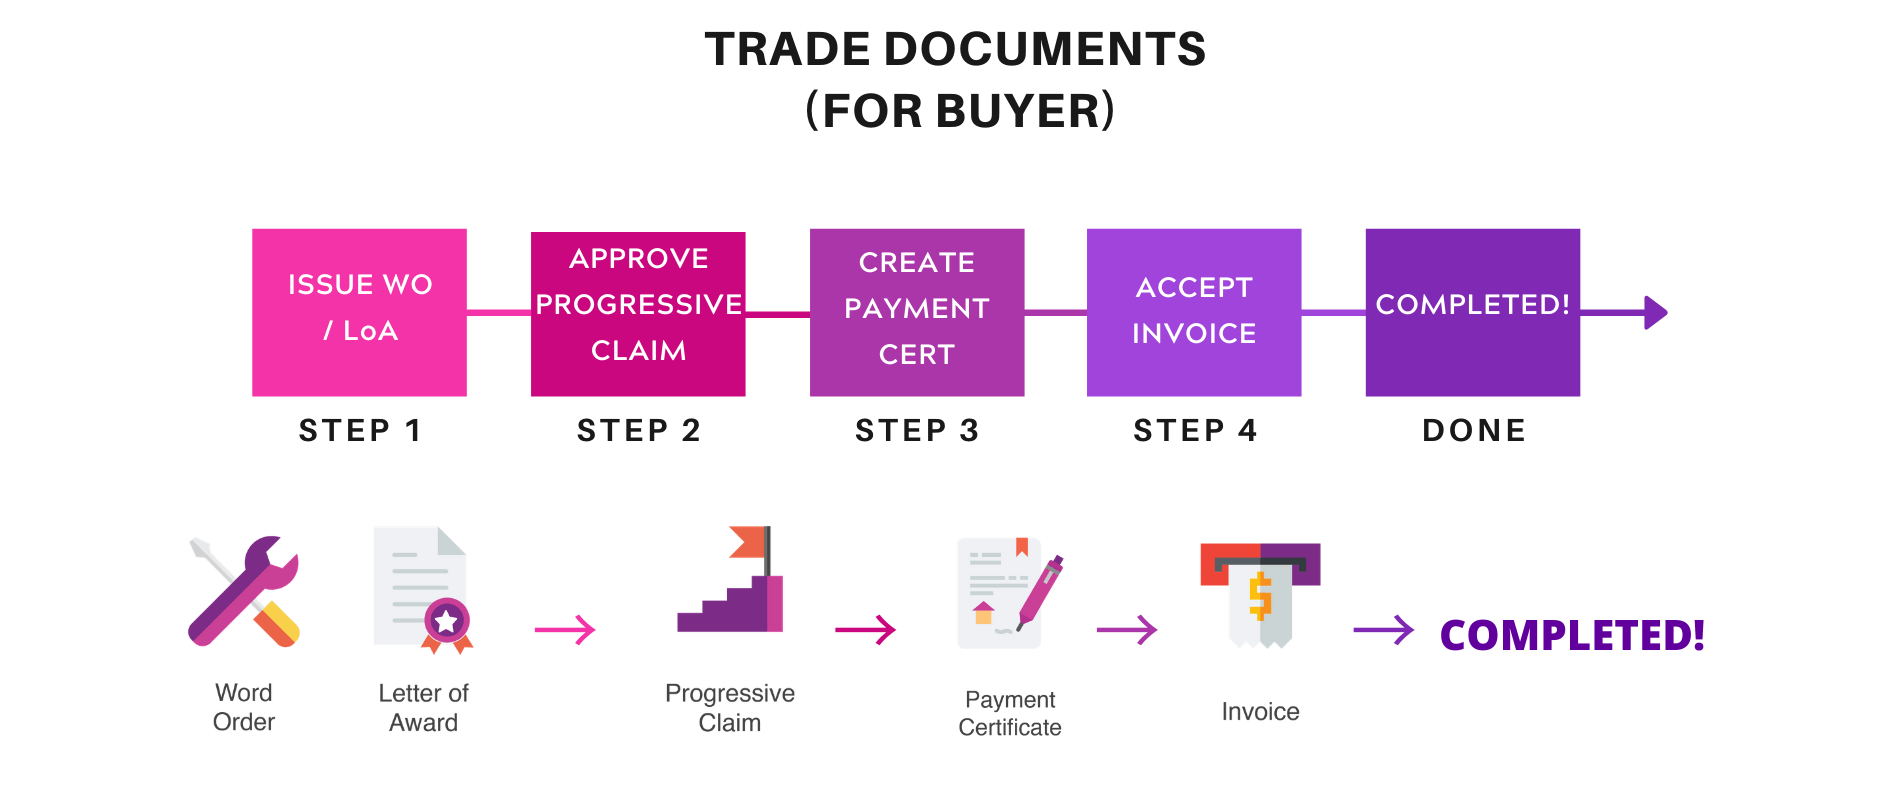 TRADE DOCUMENTS
(FOR BUYER)
ISSUE WO
/ LoA
APPROVE
PROGRESSIVE
CLAIM
CREATE
PAYMENT
CERT
ACCEPT
INVOICE
COMPLETED!
STEP 1
STEP 2
STEP 3
STEP 4
DONE
Word
Order
Letter of
Award
Progressive
Claim
Payment
Certificate
$
Invoice
COMPLETED!